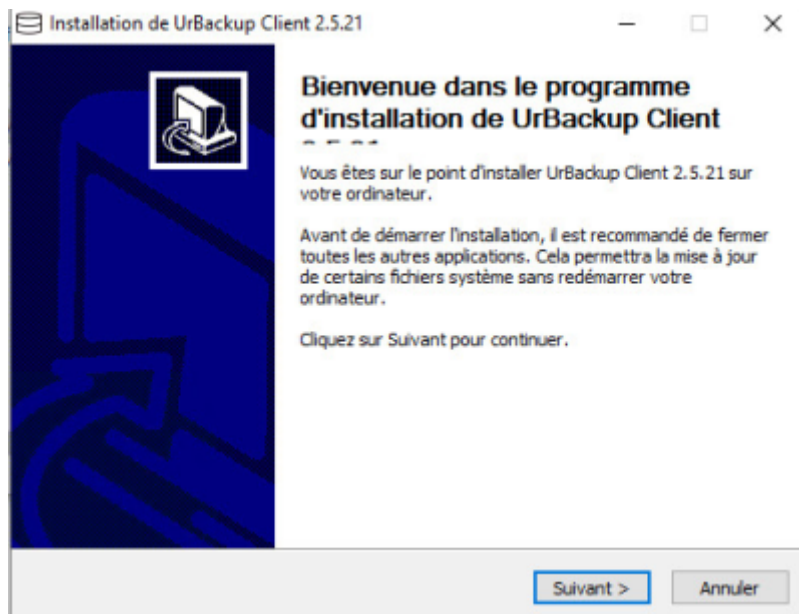 Installation de UrBackup Client 2.5.21
Bienvenue dans le programme
d'installation de UrBackup Client
Vous êtes sur le point d'installer UrBackup Client 2.5.21 sur
votre ordinateur.
Avant de démarrer l'installation, il est recommandé de fermer
toutes les autres applications. Cela permettra la mise à jour
de certains fichiers système sans redémarrer votre
ordinateur.
Cliquez sur Suivant pour continuer.
Suivant >
Annuler